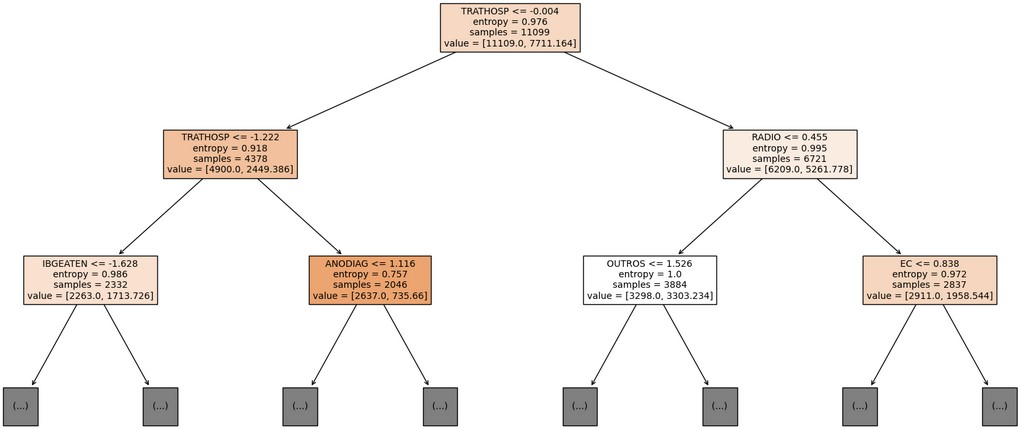 TRATHOSP <= -0.004
entropy = 0.976
samples = 11099
value = [11109.0, 7711.164]
TRATHOSP <= -1.222
entropy = 0.918
samples = 4378
value = [4900.0, 2449.386]
RADIO <= 0.455
entropy = 0.995
samples = 6721
value = [6209.0, 5261.778]
IBGEATEN <= -1.628
entropy = 0.986
samples = 2332
value = [2263.0, 1713.726]
ANODIAG <= 1.116
entropy = 0.757
samples = 2046
value = [2637.0, 735.66]
OUTROS <= 1.526
entropy = 1.0
samples = 3884
value = [3298.0, 3303.234]
EC <= 0.838
entropy = 0.972
samples = 2837
value = [2911.0, 1958.544]
(...)
(...)
(...)
(...)
(...)
(...)
(...)
(...)